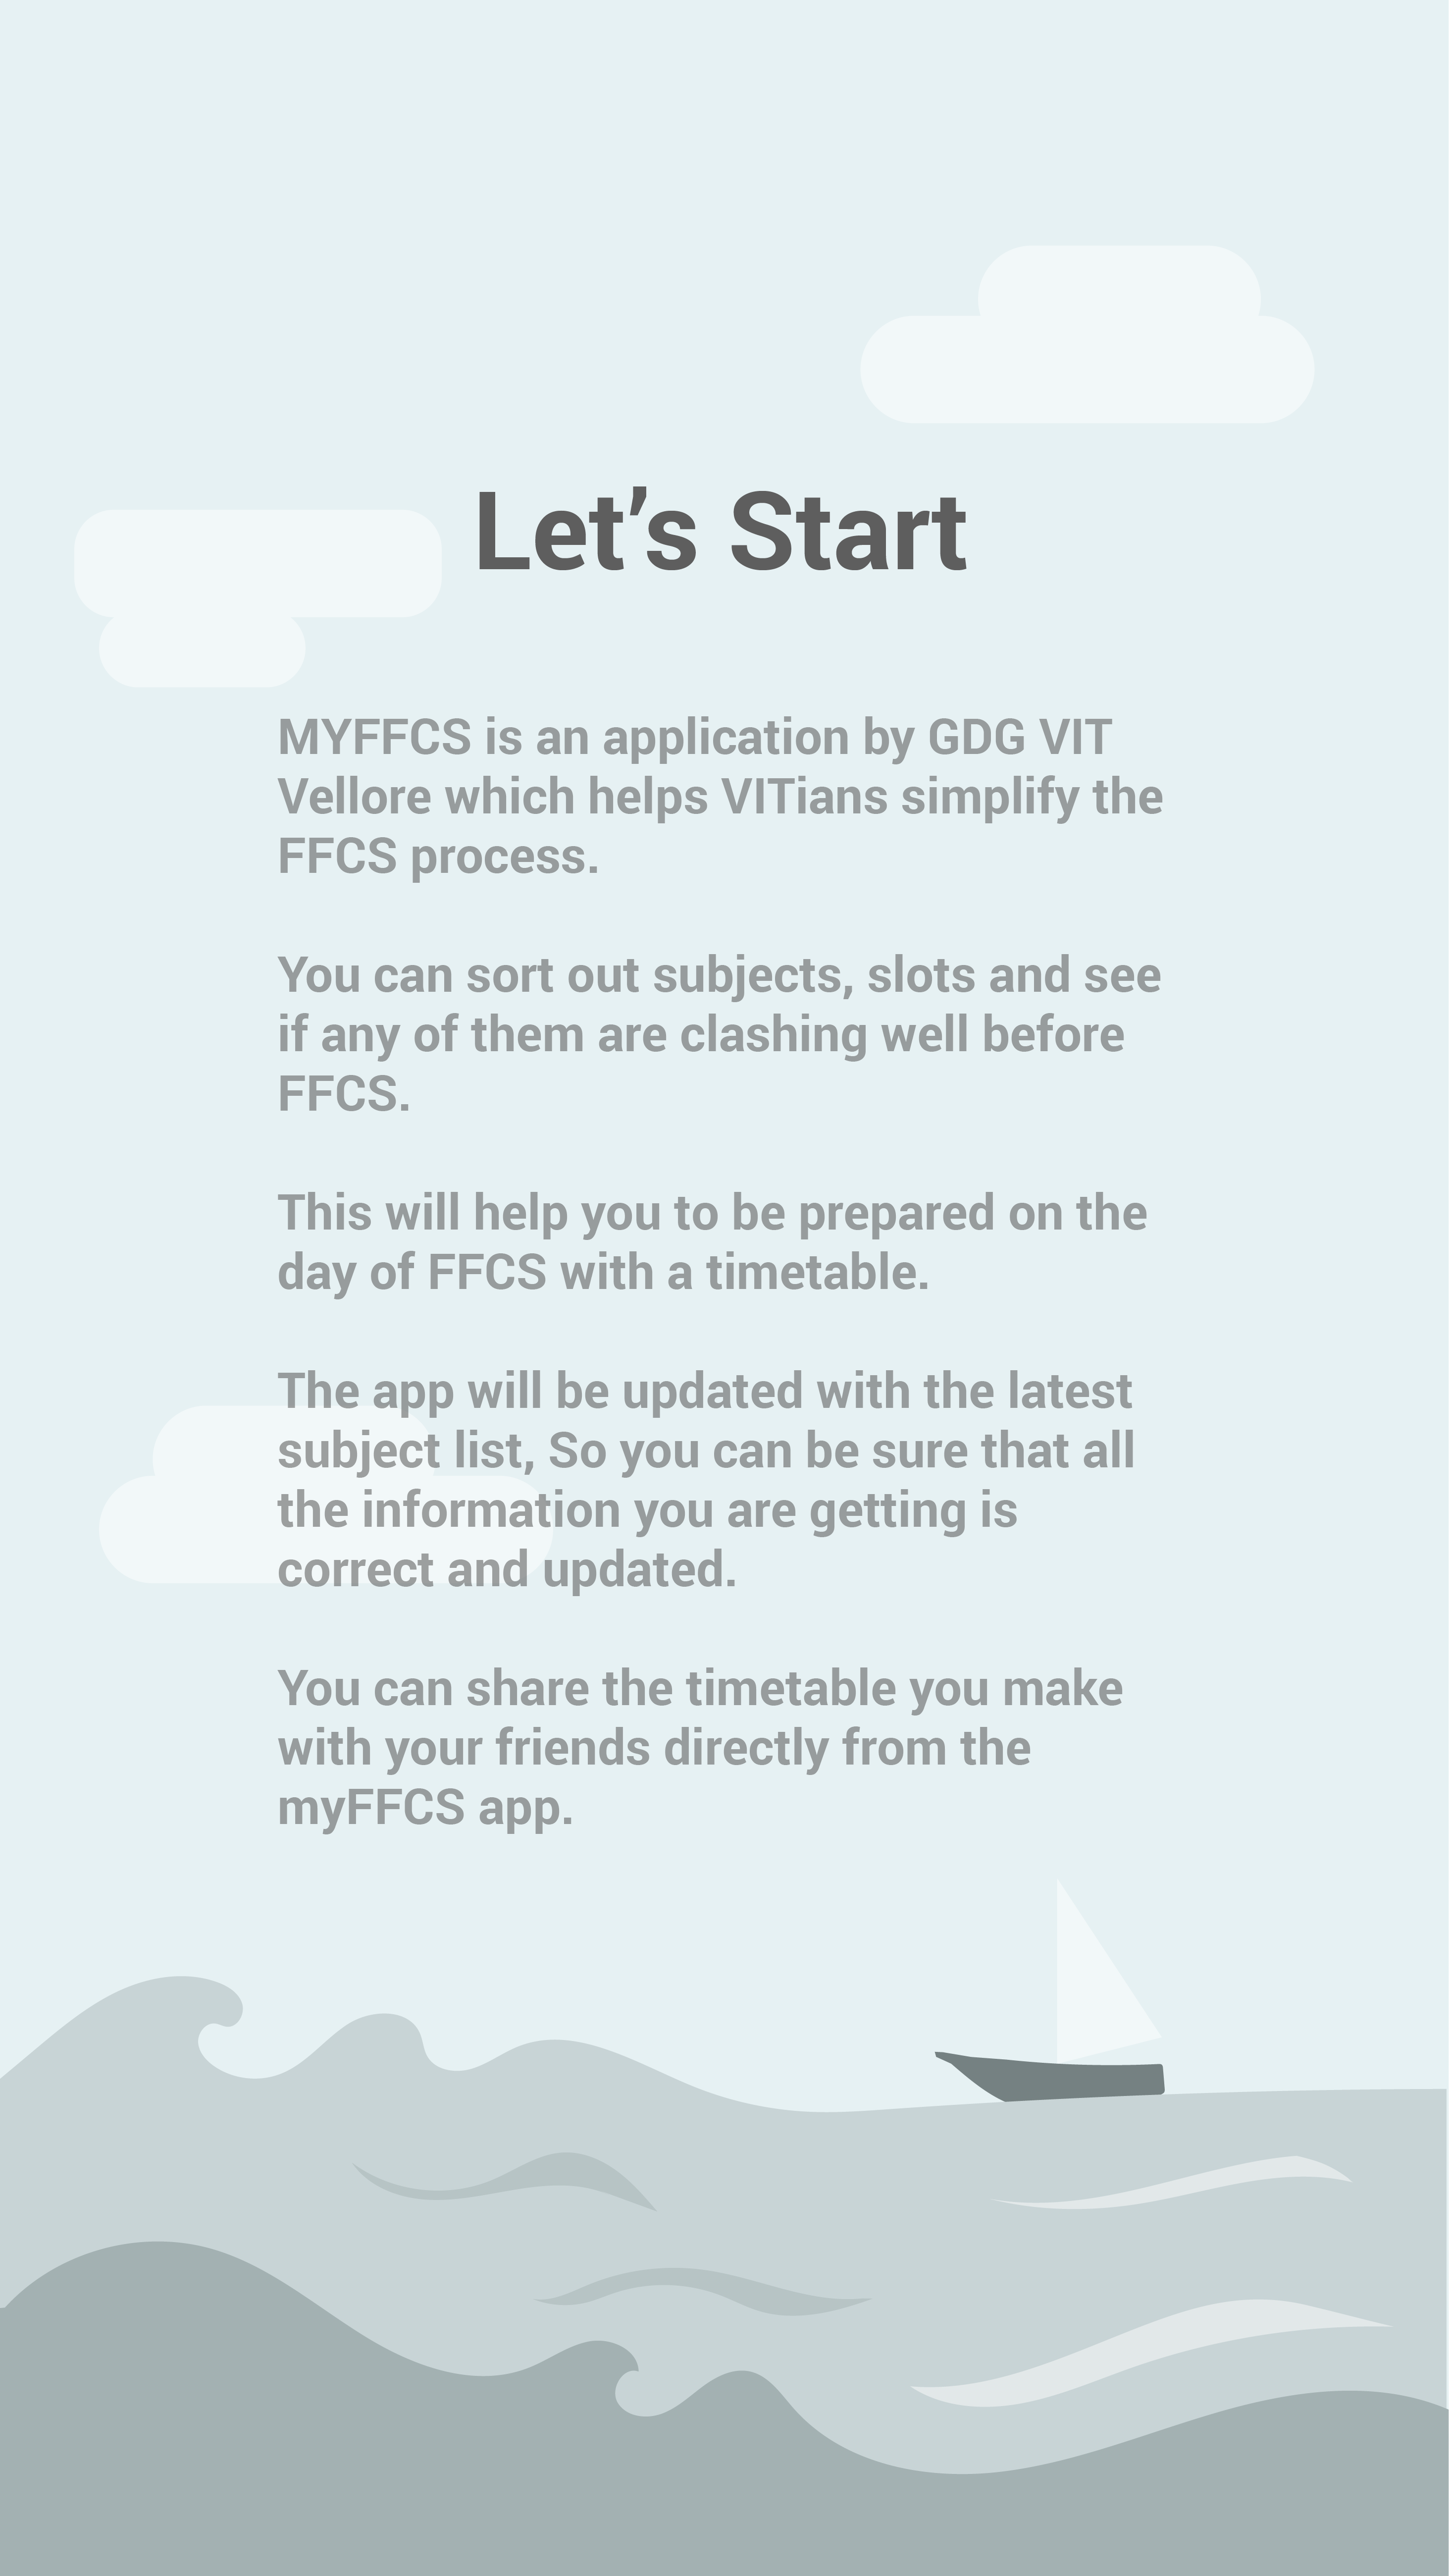 Let’s Start
MYFFCS is an application by GDG VIT
Vellore which helps VITians simplify the
FFCS process.
You can sort out subjects, slots and see
if any of them are clashing well before
FFCS.
This will help you to be prepared on the
day of FFCS with a timetable.
The app will be updated with the latest
subject list, So you can be sure that all
the information you are getting is
correct and updated.
You can share the timetable you make
with your friends directly from the
myFFCS app.